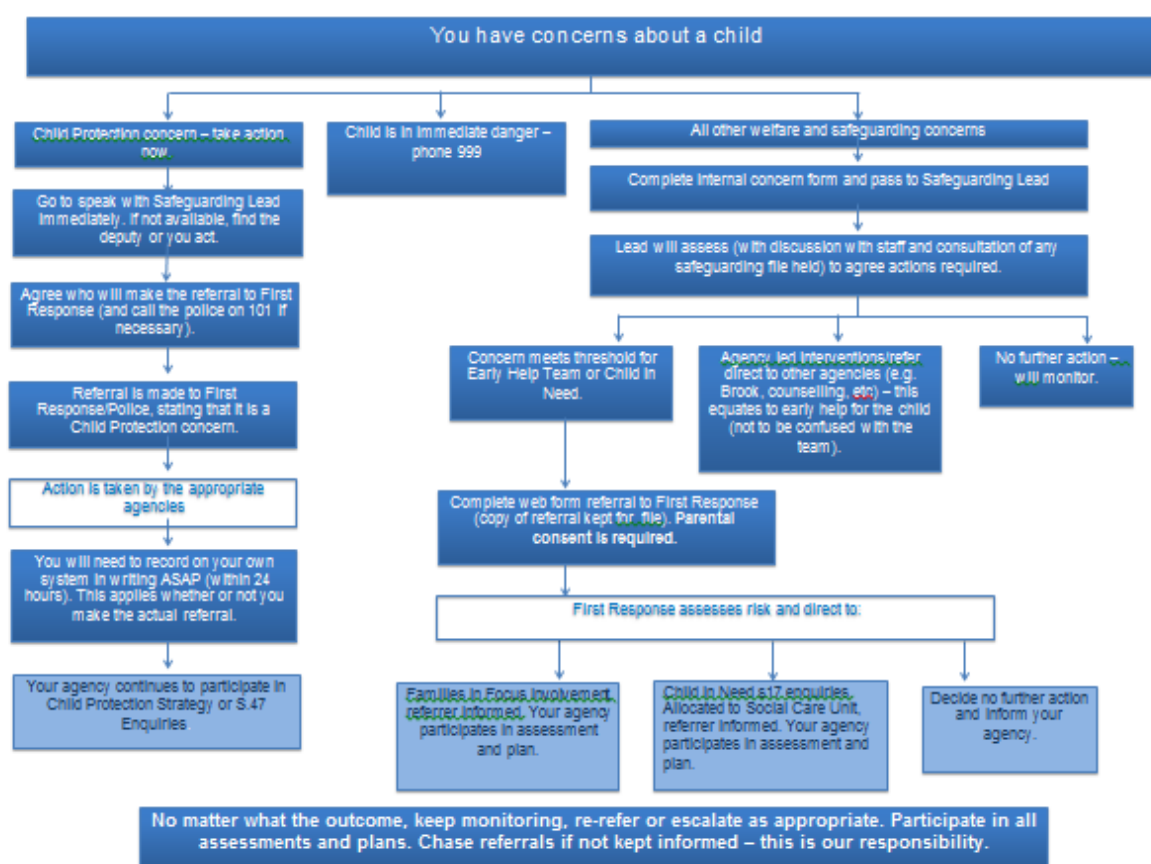 You have concerns about a child
Child Protection concern – take action
now.
Go to speak with Safeguarding Lead
immediately. If not available, find the
deputy or you act.
Agree who will make the referral to First
Response (and call the police on 101 if
necessary).
Referral is made to First
Response/Police, stating that it is a
Child Protection concern.
Action is taken by the appropriate
agencies
You will need to record on your own
system in writing ASAP (within 24
hours). This applies whether or not you
make the actual referral.
Your agency continues to participate in
Child Protection Strategy or S.47
Enquiries
Child is in immediate danger –
phone 999
All other welfare and safeguarding concerns
Complete internal concern form and pass to Safeguarding Lead
Lead will assess (with discussion with staff and consultation of any
safeguarding file held) to agree actions required.
Concern meets threshold for
Early Help Team or Child in
Need.
Agency led interventions/refer
direct to other agencies (e.g.
Brook, counselling, etc) – this
equates to early help for the child
(not to be confused with the
team).
No further action –
will monitor.
Complete web form referral to First Response
(copy of referral kept for file). Parental
consent is required.
First Response assesses risk and direct to:
Families in Focus involvement,
referrer informed. Your agency
participates in assessment
and plan.
Child in Need s17 enquiries.
Allocated to Social Care Unit,
referrer informed. Your agency
participates in assessment and
plan.
Decide no further action
and inform your
agency.
No matter what the outcome, keep monitoring, re-refer or escalate as appropriate. Participate in all
assessments and plans. Chase referrals if not kept informed – this is our responsibility.